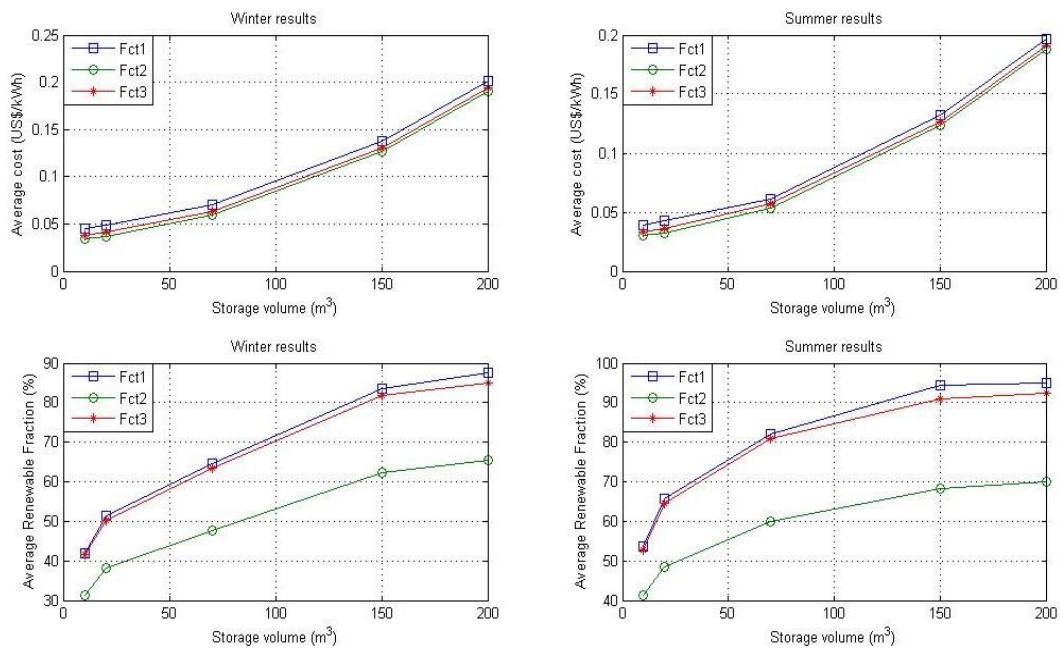 Winter results
0.25
0.2
0.15
0.1
0.05
0
Average cost (US$/kWh)
Fct1
Fct2
Fct3
0 50 100 150 200
Storage volume (m³)
Summer results
0.2
0.15
0.1
0.05
0
Average cost (US$/kWh)
Fct1
Fct2
Fct3
0 50 100 150 200
Storage volume (m³)
Winter results
90
80
70
60
50
40
30
Average Renewable Fraction (%)
Fct1
Fct2
Fct3
0 50 100 150 200
Storage volume (m³)
Summer results
100
90
80
70
60
50
40
Average Renewable Fraction (%)
Fct1
Fct2
Fct3
0 50 100 150 200
Storage volume (m³)